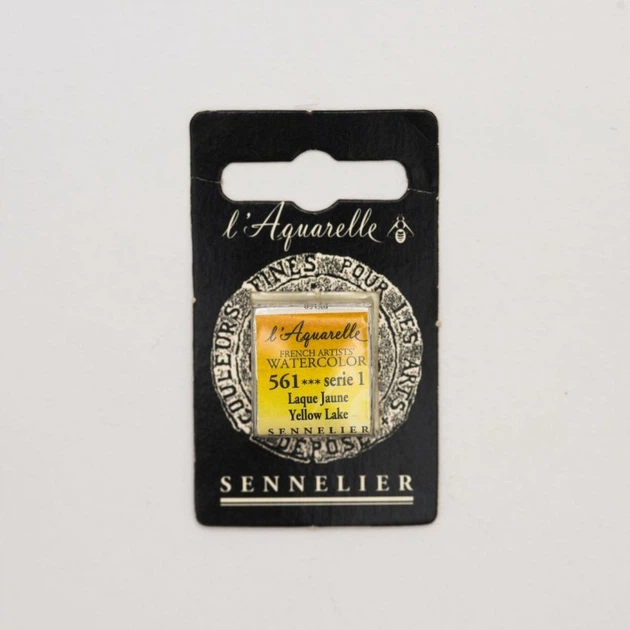 l'Aquarelle
COULEURS FINES POUR LES ARTS
DÉPOSÉ
l'Aquarelle
FRENCH ARTISTS'
WATERCOLOR
561*** serie 1
Laque Jaune
Yellow Lake
SENNELIER
SENNELIER